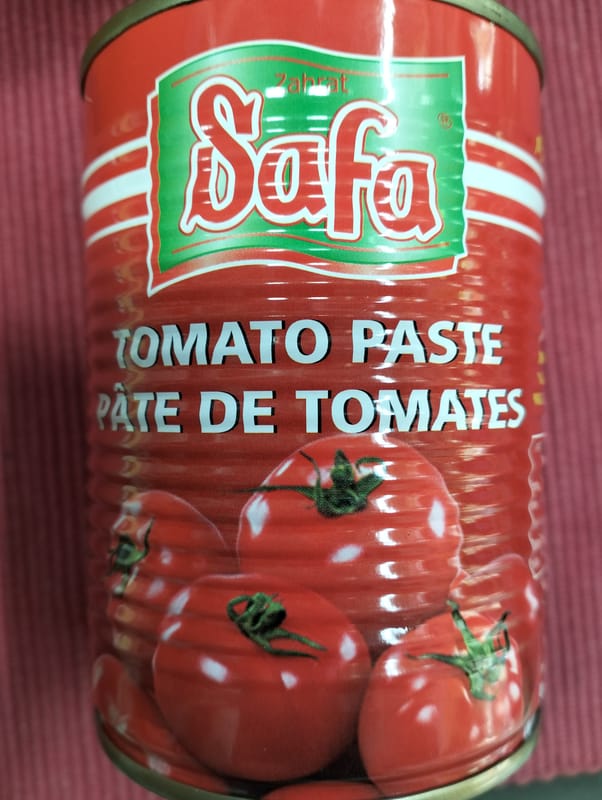 Zahrat
Safa
TOMATO PASTE
PÂTE DE TOMATES